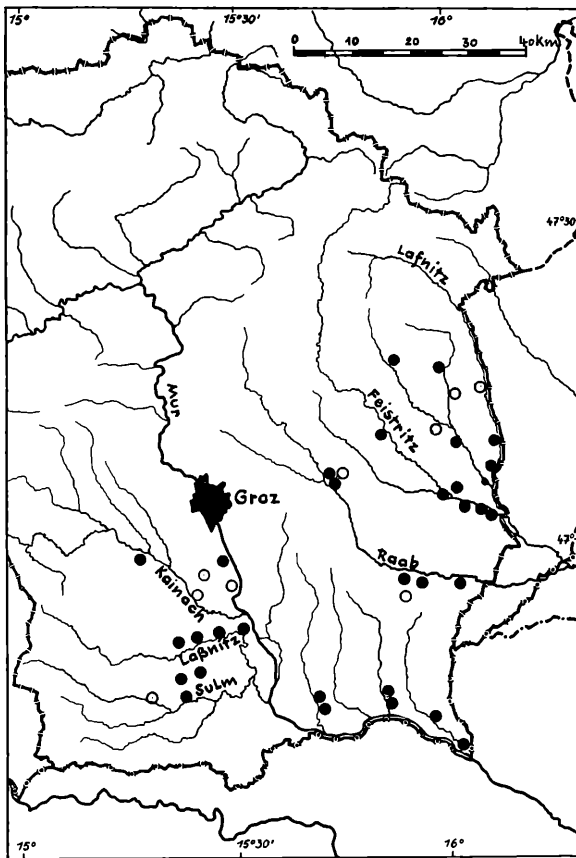 15°
15°30'
16°
0 10 20 30 40Km
47°30
Lafnitz
Mur
Feistritz
Graz
47°
Raab
Kainach
Laßnitz
Sulm
15°
15°30'
16°